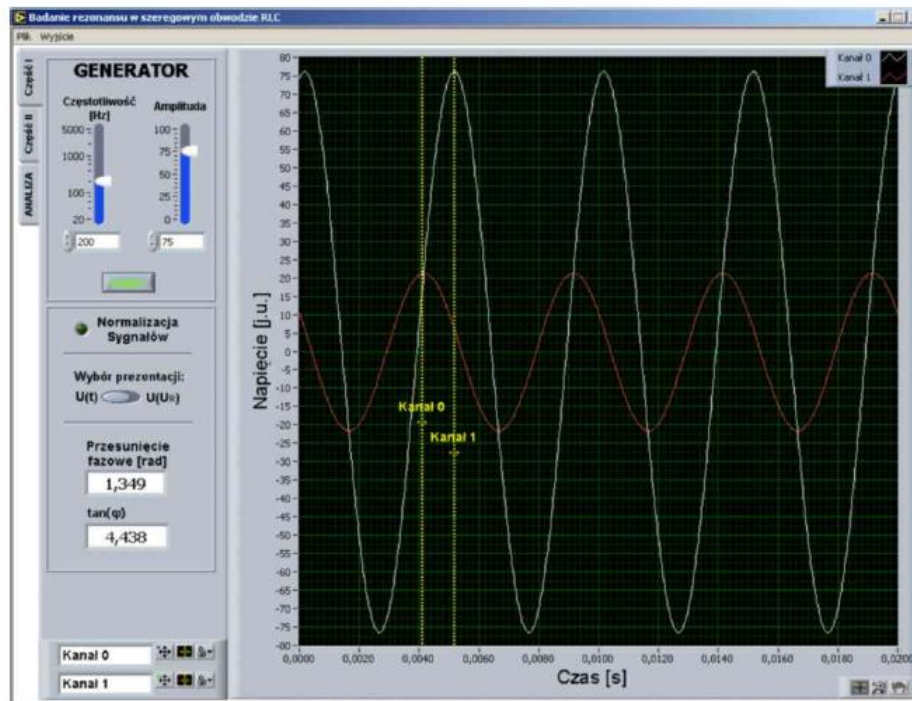 Badanie rezonansu w szeregowym obwodzie RLC
Plik Wyjście
Część I
Część II
ANALIZA
GENERATOR
Częstotliwość
[Hz]
Amplituda
5000
1000
100
20
100
75
50
25
0
200
75
Normalizacja
Sygnałów
Wybór prezentacji:
U(t) U(UR)
Przesunięcie
fazowe [rad]
1,349
tan(φ)
4,438
Kanał 0
Kanał 1
Napięcie [j.u.]
80
75
70
65
60
55
50
45
40
35
30
25
20
15
10
5
0
-5
-10
-15
-20
-25
-30
-35
-40
-45
-50
-55
-60
-65
-70
-75
-80
Kanał 0
Kanał 1
Kanał 0
Kanał 1
0,0000 0,0020 0,0040 0,0060 0,0080 0,0100 0,0120 0,0140 0,0160 0,0180 0,0200
Czas [s]